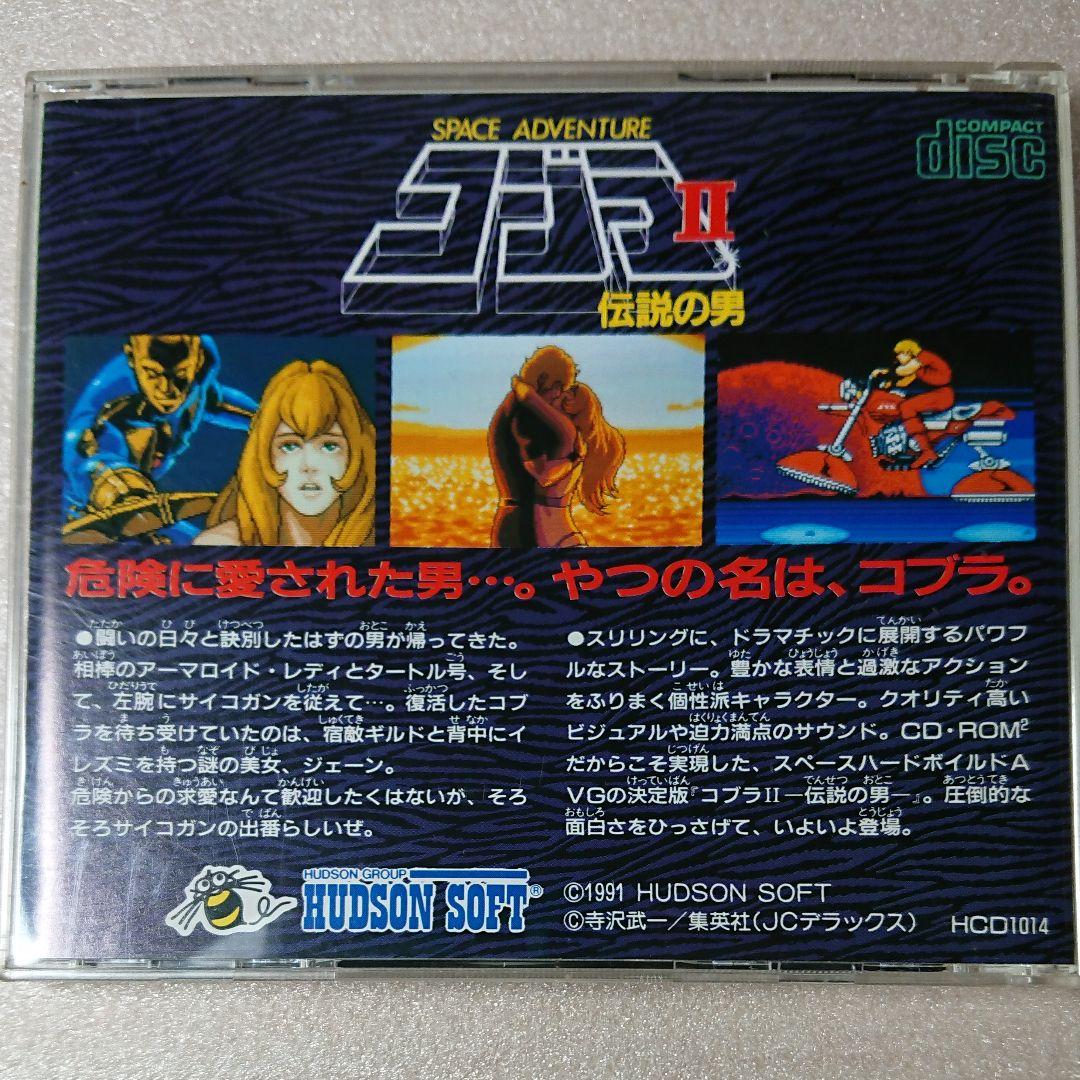 SPACE ADVENTURE
コブラ II
伝説の男
COMPACT
disc
危険に愛された男…。やつの名は、コブラ。
●闘いの日々と訣別したはずの男が帰ってきた。
相棒のアーマロイド・レディとタートル号、そし
て、左腕にサイコガンを従えて…。復活したコブ
ラを待ち受けていたのは、宿敵ギルドと背中にイ
レズミを持つ謎の美女、ジェーン。
危険からの求愛なんて歓迎したくはないが、そろ
そろサイコガンの出番らしいぜ。
●スリリングに、ドラマチックに展開するパワフ
ルなストーリー。豊かな表情と過激なアクション
をふりまく個性派キャラクター。クオリティ高い
ビジュアルや迫力満点のサウンド。CD・ROM²
だからこそ実現した、スペースハードボイルドA
VGの決定版『コブラII—伝説の男—』。圧倒的な
面白さをひっさげて、いよいよ登場。
HUDSON GROUP
HUDSON SOFT®
©1991 HUDSON SOFT
©寺沢武一／集英社(JCデラックス)
HCD1014